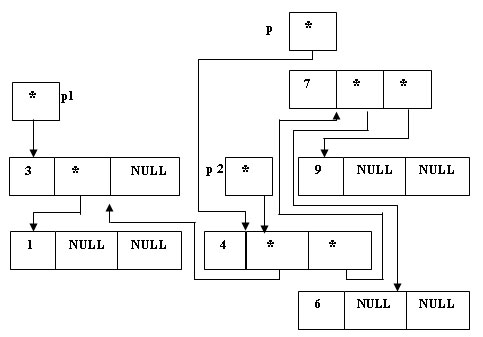 p *
7 * *
* p1
3 * NULL
p 2 *
9 NULL NULL
1 NULL NULL
4 * *
6 NULL NULL